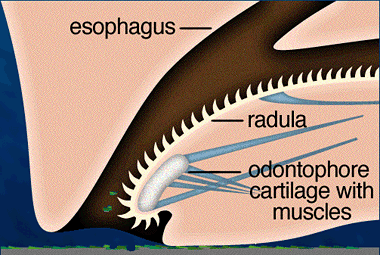 esophagus
radula
odontophore
cartilage with
muscles